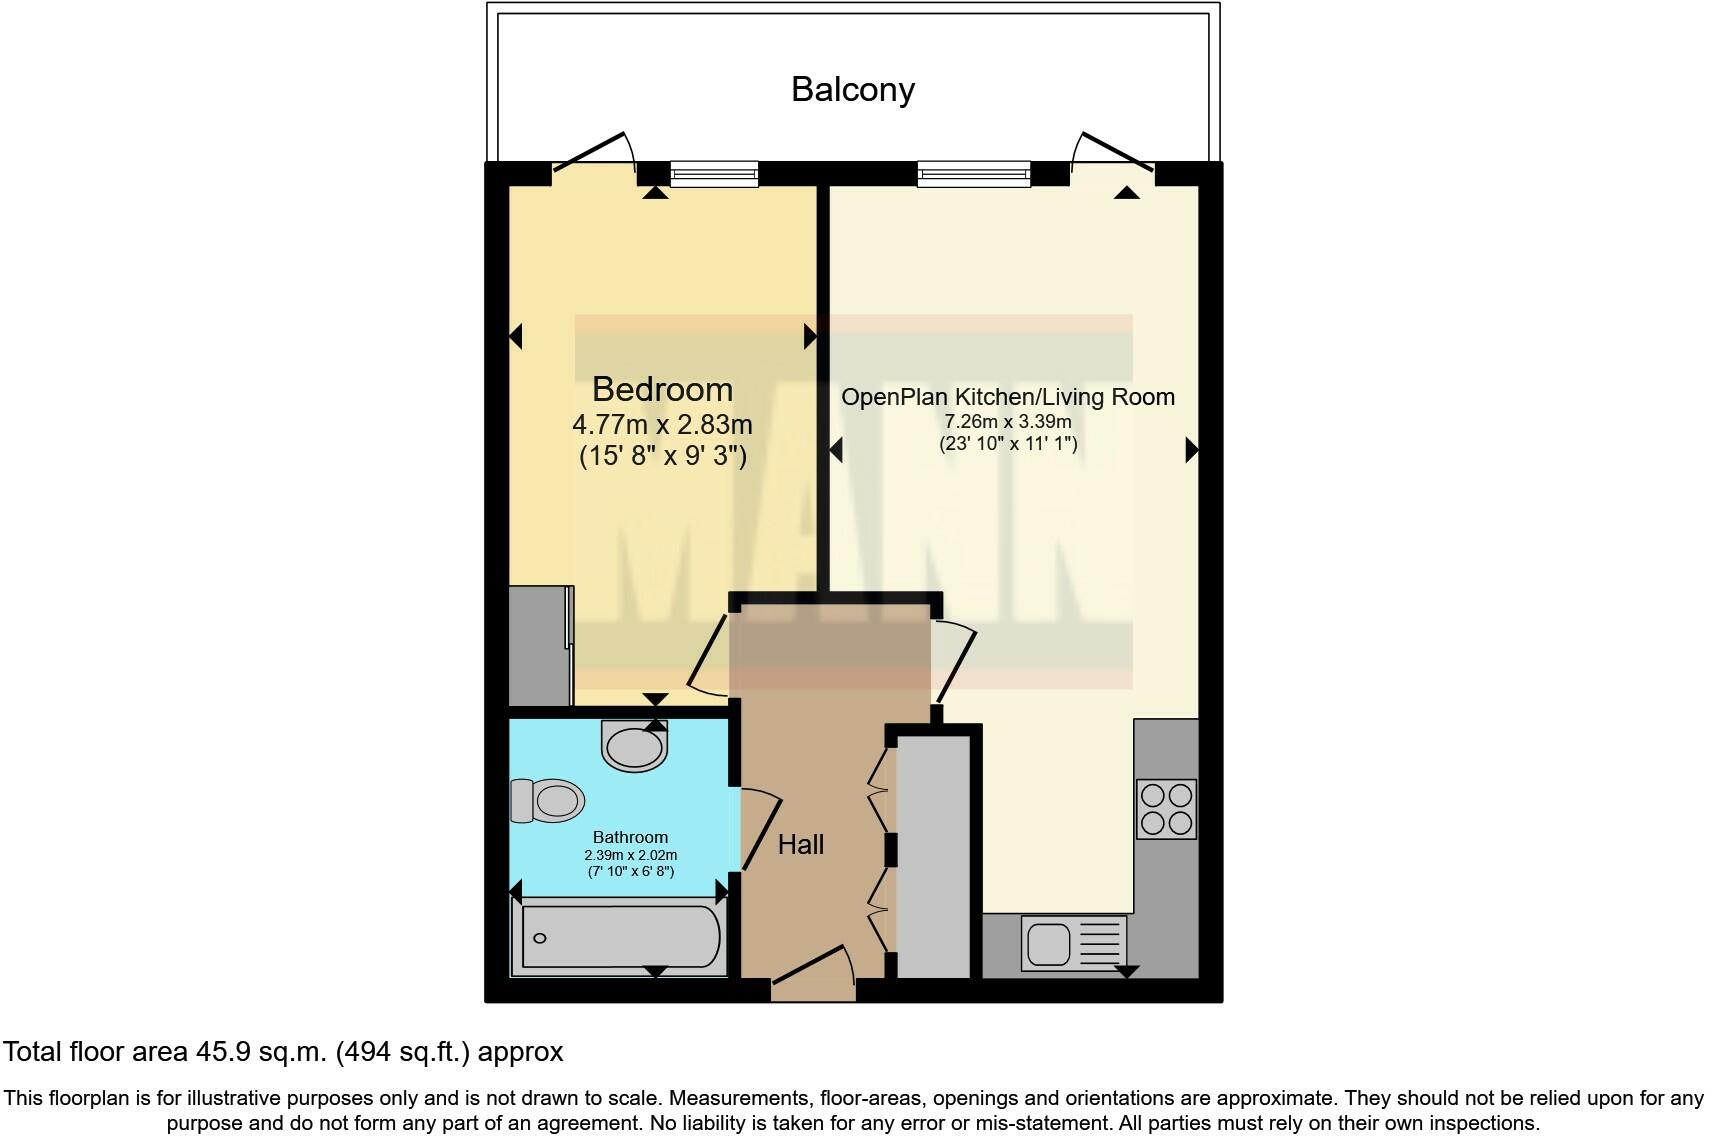 Balcony
Bedroom
4.77m x 2.83m
(15' 8" x 9' 3")
OpenPlan Kitchen/Living Room
7.26m x 3.39m
(23' 10" x 11' 1")
MANN
Bathroom
2.39m x 2.02m
(7' 10" x 6' 8")
Hall
Total floor area 45.9 sq.m. (494 sq.ft.) approx
This floorplan is for illustrative purposes only and is not drawn to scale. Measurements, floor-areas, openings and orientations are approximate. They should not be relied upon for any
purpose and do not form any part of an agreement. No liability is taken for any error or mis-statement. All parties must rely on their own inspections.